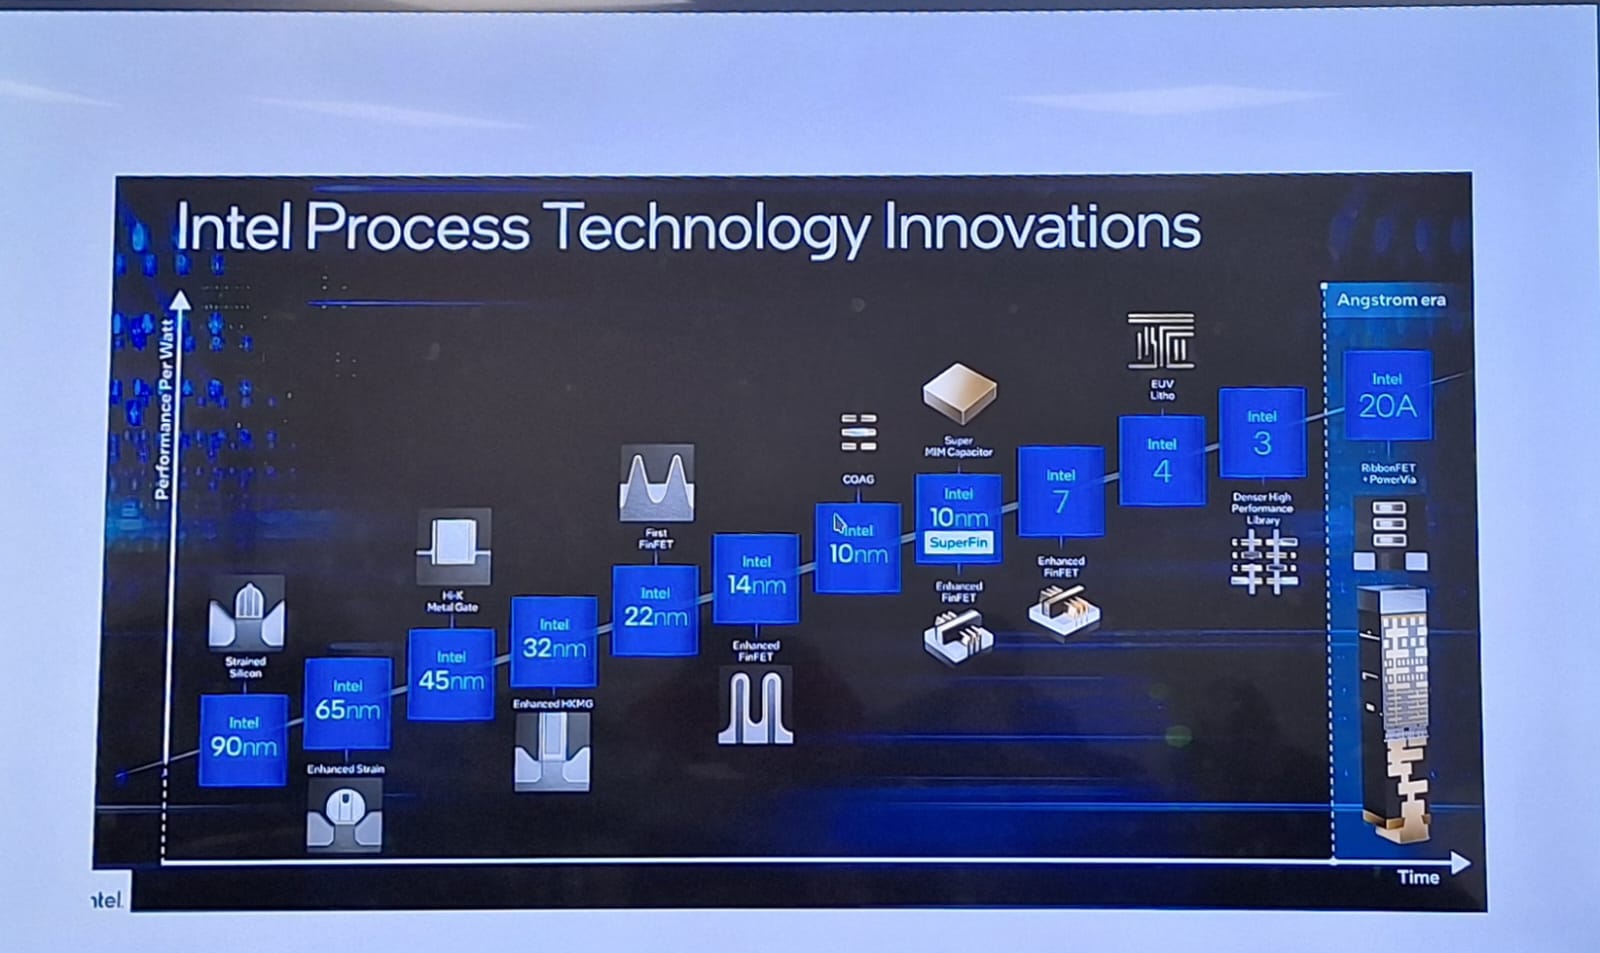 Intel Process Technology Innovations
Performance Per Watt
Angstrom era
Strained
Silicon
Intel
90nm
Intel
65nm
Enhanced Strain
Hi-K
Metal Gate
Intel
45nm
Intel
32nm
Enhanced HKMG
First
FinFET
Intel
22nm
Intel
14nm
Enhanced
FinFET
COAG
Intel
10nm
Super
MIM Capacitor
Intel
10nm
SuperFin
Enhanced
FinFET
Intel
7
Enhanced
FinFET
EUV
Litho
Intel
4
Intel
3
Denser High
Performance
Library
Intel
20A
RibbonFET
+ PowerVia
Time
ntel.